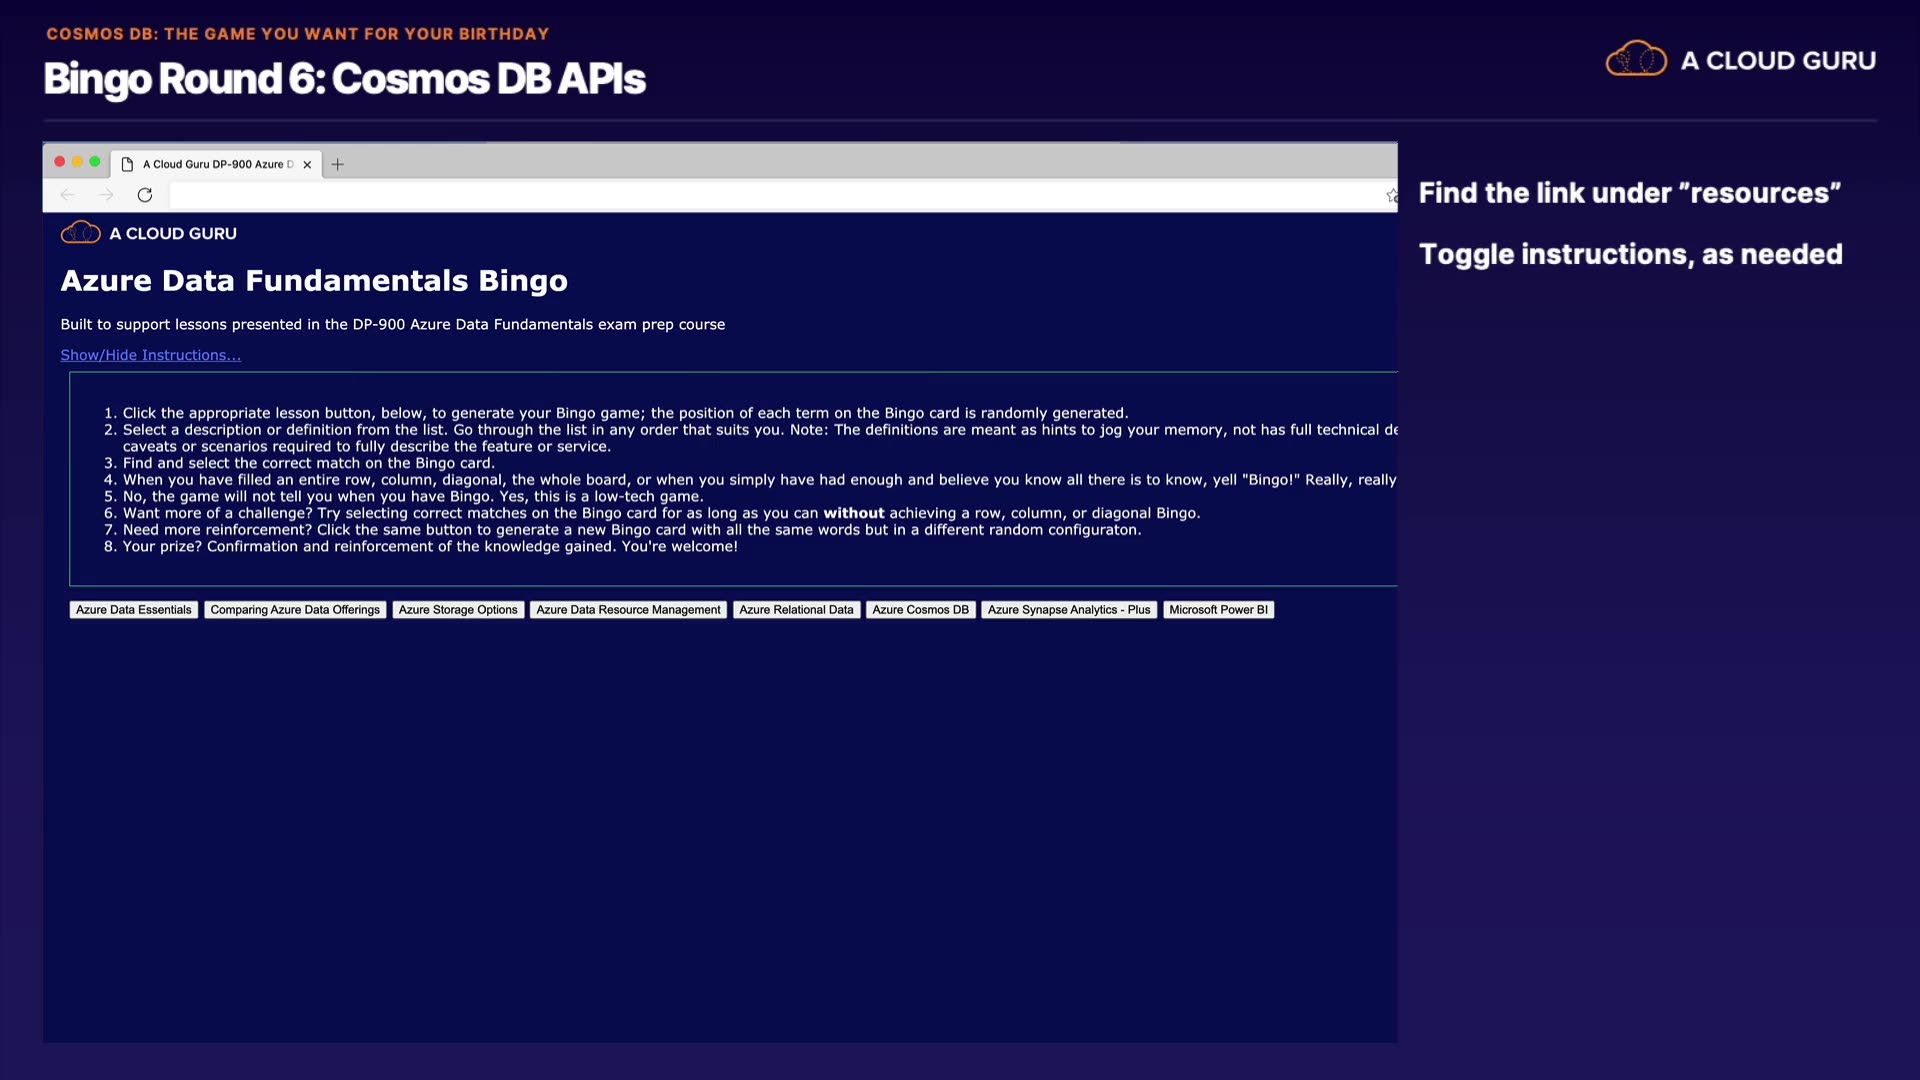 COSMOS DB: THE GAME YOU WANT FOR YOUR BIRTHDAY
Bingo Round 6: Cosmos DB APIs
A CLOUD GURU
A Cloud Guru DP-900 Azure D
Find the link under "resources"
Toggle instructions, as needed
A CLOUD GURU
Azure Data Fundamentals Bingo
Built to support lessons presented in the DP-900 Azure Data Fundamentals exam prep course
Show/Hide Instructions...
1. Click the appropriate lesson button, below, to generate your Bingo game; the position of each term on the Bingo card is randomly generated.
2. Select a description or definition from the list. Go through the list in any order that suits you. Note: The definitions are meant as hints to jog your memory, not has full technical de
caveats or scenarios required to fully describe the feature or service.
3. Find and select the correct match on the Bingo card.
4. When you have filled an entire row, column, diagonal, the whole board, or when you simply have had enough and believe you know all there is to know, yell "Bingo!" Really, really
5. No, the game will not tell you when you have Bingo. Yes, this is a low-tech game.
6. Want more of a challenge? Try selecting correct matches on the Bingo card for as long as you can without achieving a row, column, or diagonal Bingo.
7. Need more reinforcement? Click the same button to generate a new Bingo card with all the same words but in a different random configuraton.
8. Your prize? Confirmation and reinforcement of the knowledge gained. You're welcome!
Azure Data Essentials Comparing Azure Data Offerings Azure Storage Options Azure Data Resource Management Azure Relational Data Azure Cosmos DB Azure Synapse Analytics - Plus Microsoft Power BI